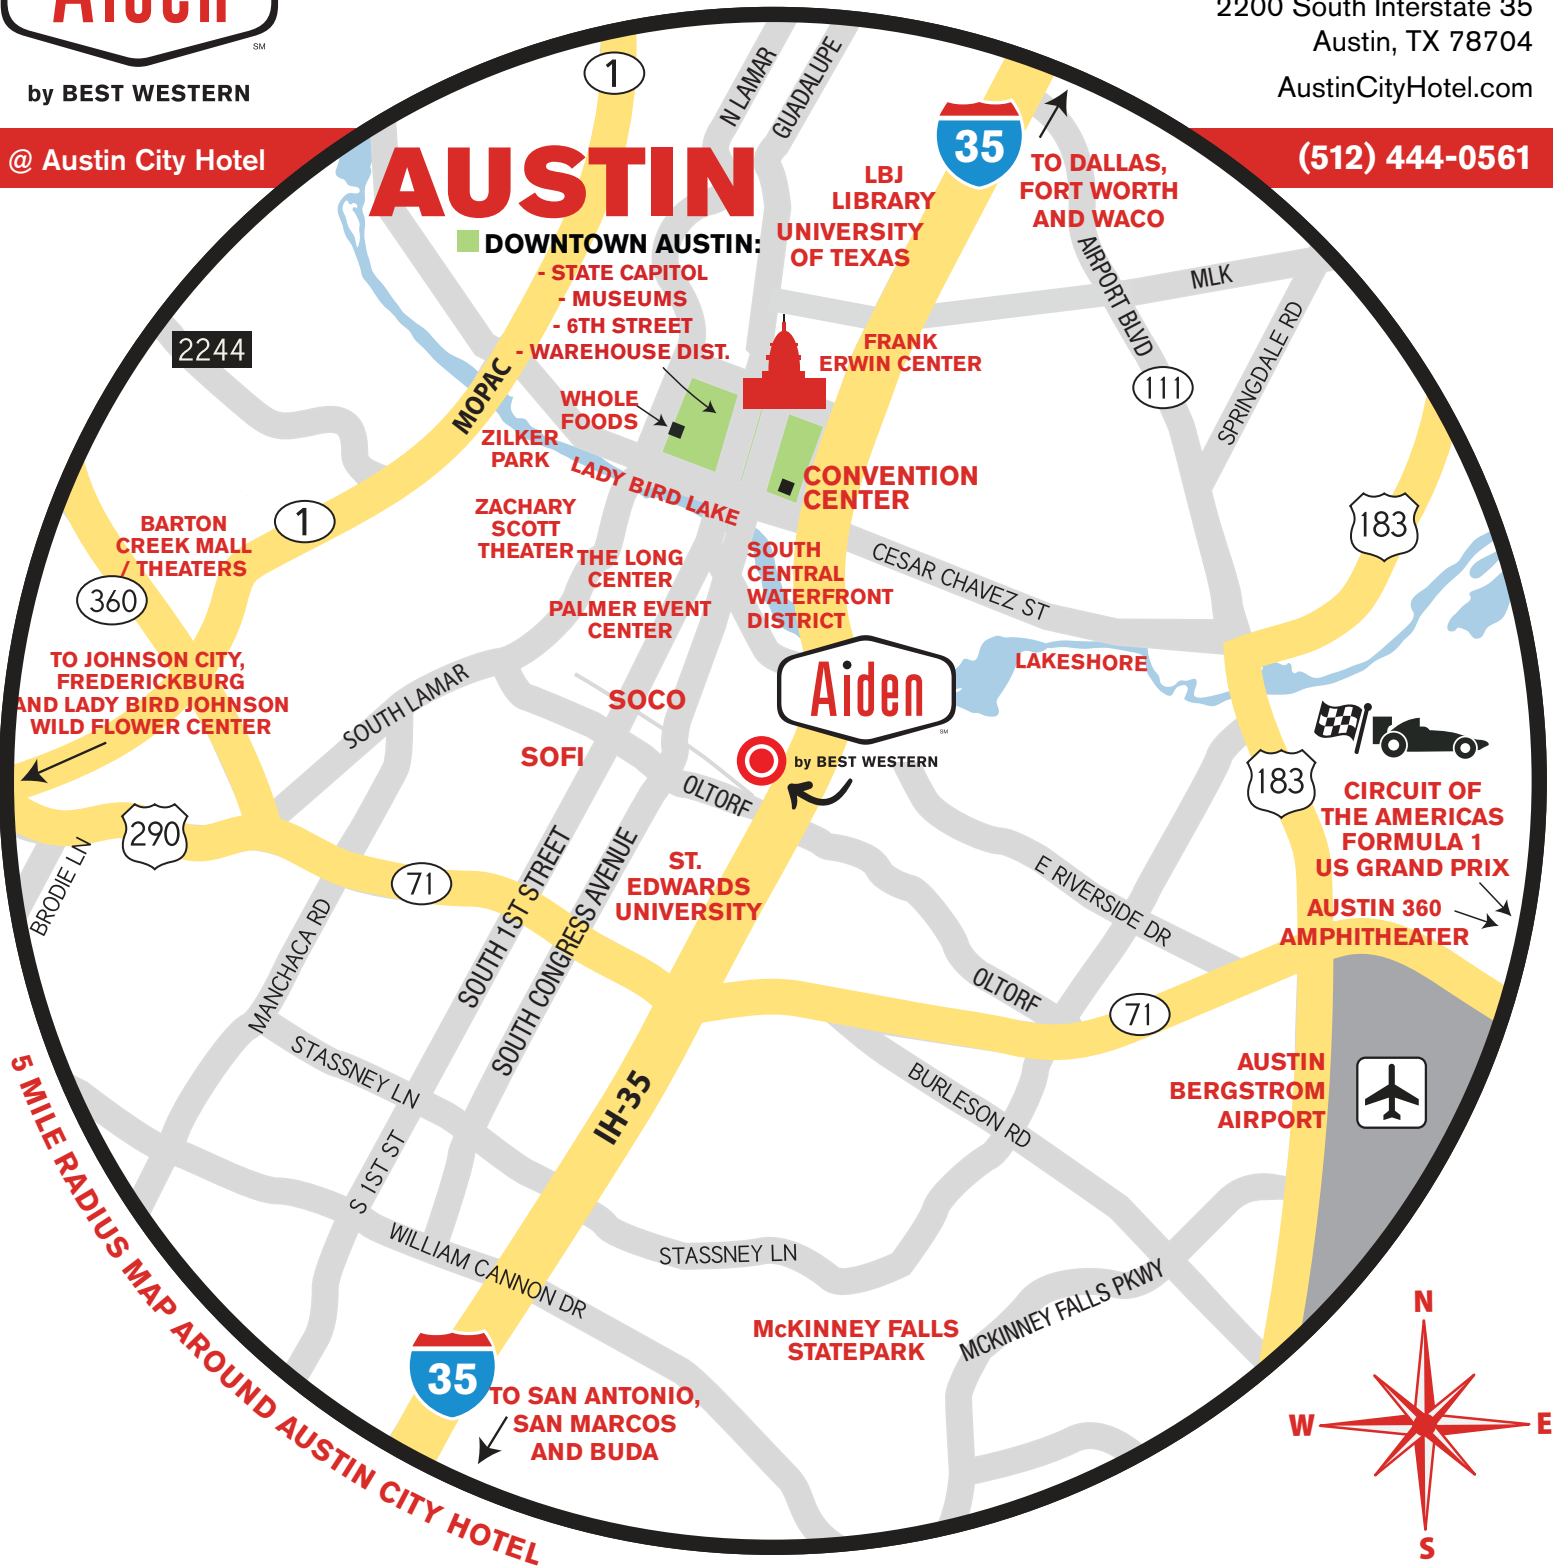 Aiden
SM
by BEST WESTERN
@ Austin City Hotel
2200 South Interstate 35
Austin, TX 78704
AustinCityHotel.com
(512) 444-0561
1
N LAMAR
GUADALUPE
35
TO DALLAS,
FORT WORTH
AND WACO
AUSTIN
DOWNTOWN AUSTIN:
- STATE CAPITOL
- MUSEUMS
- 6TH STREET
- WAREHOUSE DIST.
LBJ
LIBRARY
UNIVERSITY
OF TEXAS
AIRPORT BLVD
MLK
SPRINGDALE RD
111
2244
MOPAC
FRANK
ERWIN CENTER
WHOLE
FOODS
ZILKER
PARK
LADY BIRD LAKE
CONVENTION
CENTER
183
1
BARTON
CREEK MALL
/ THEATERS
360
ZACHARY
SCOTT
THEATER
THE LONG
CENTER
PALMER EVENT
CENTER
SOUTH
CENTRAL
WATERFRONT
DISTRICT
CESAR CHAVEZ ST
LAKESHORE
TO JOHNSON CITY,
FREDERICKBURG
AND LADY BIRD JOHNSON
WILD FLOWER CENTER
SOUTH LAMAR
SOCO
SOFI
Aiden
SM
by BEST WESTERN
OLTORF
183
CIRCUIT OF
THE AMERICAS
FORMULA 1
US GRAND PRIX
AUSTIN 360
AMPHITHEATER
290
BRODIE LN
71
MANCHACA RD
SOUTH 1ST STREET
SOUTH CONGRESS AVENUE
ST.
EDWARDS
UNIVERSITY
E RIVERSIDE DR
OLTORF
71
AUSTIN
BERGSTROM
AIRPORT
STASSNEY LN
IH-35
BURLESON RD
S 1ST ST
WILLIAM CANNON DR
STASSNEY LN
McKINNEY FALLS
STATEPARK
MCKINNEY FALLS PKWY
35
TO SAN ANTONIO,
SAN MARCOS
AND BUDA
5 MILE RADIUS MAP AROUND AUSTIN CITY HOTEL
N
W
E
S